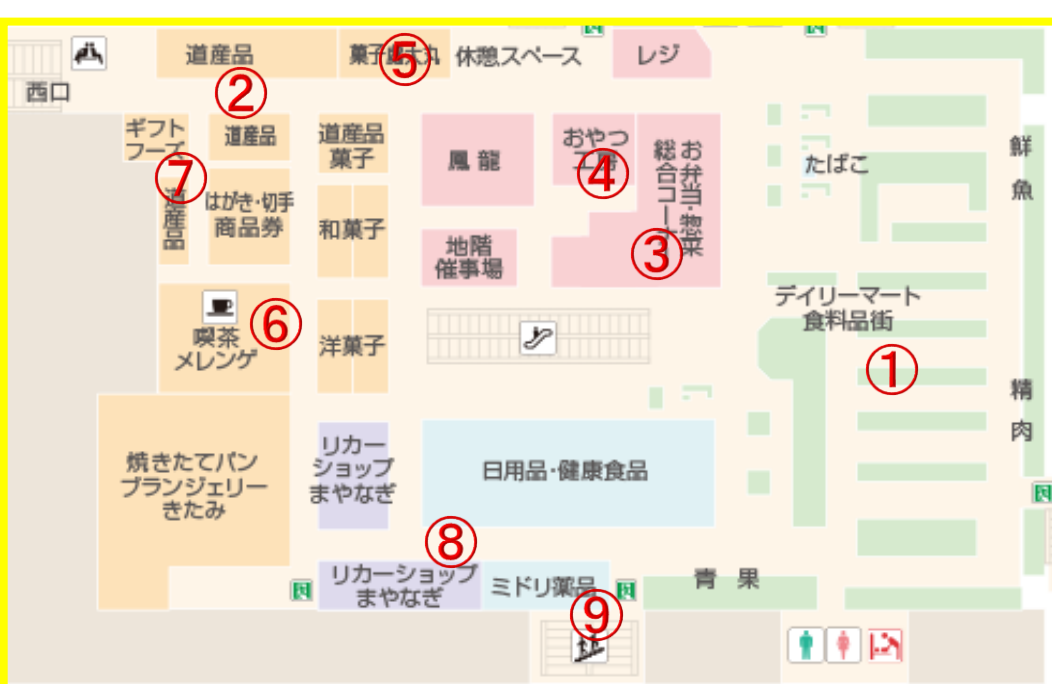 道産品
菓子處大丸
⑤
休憩スペース
レジ
西口
②
ギフト
フーズ
道産品
道産品
菓子
鳳龍
おやつ
工房
④
お弁当・惣菜
総合コーナー
③
たばこ
鮮魚
⑦
道産品
はがき・切手
商品券
和菓子
地階
催事場
デイリーマート
食料品街
①
喫茶
メレンゲ
⑥
洋菓子
精肉
焼きたてパン
ブランジェリー
きたみ
リカー
ショップ
まやなぎ
日用品・健康食品
⑧
リカーショップ
まやなぎ
ミドリ薬品
⑨
青果